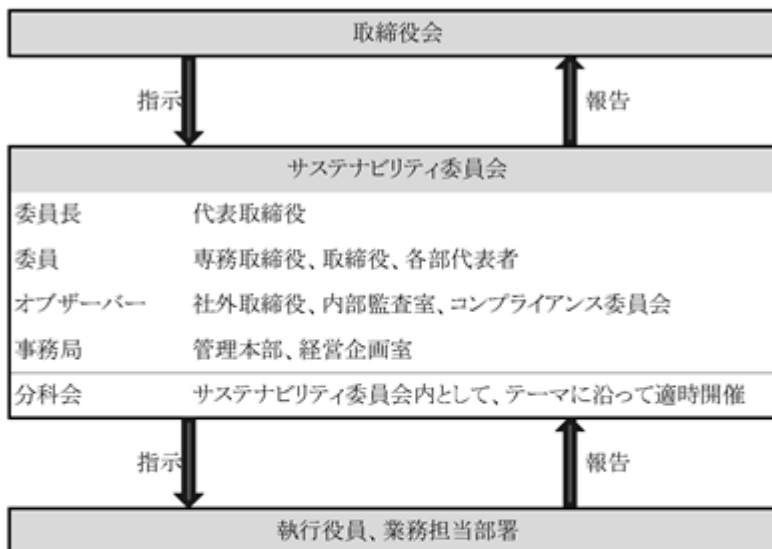 取締役会
指示
報告
サステナビリティ委員会
委員長 代表取締役
委員 専務取締役、取締役、各部代表者
オブザーバー 社外取締役、内部監査室、コンプライアンス委員会
事務局 管理本部、経営企画室
分科会 サステナビリティ委員会内として、テーマに沿って適時開催
指示
報告
執行役員、業務担当部署